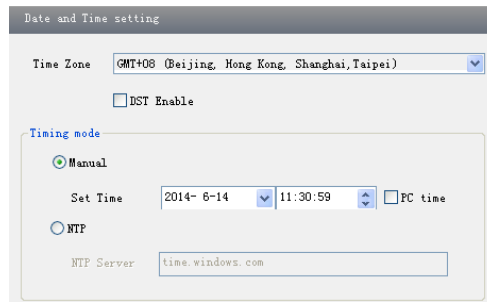 Date and Time setting
Time Zone GMT+08 (Beijing, Hong Kong, Shanghai,Taipei)
DST Enable
Timing mode
Manual
Set Time 2014- 6-14 11:30:59 PC time
NTP
NTP Server time.windows.com